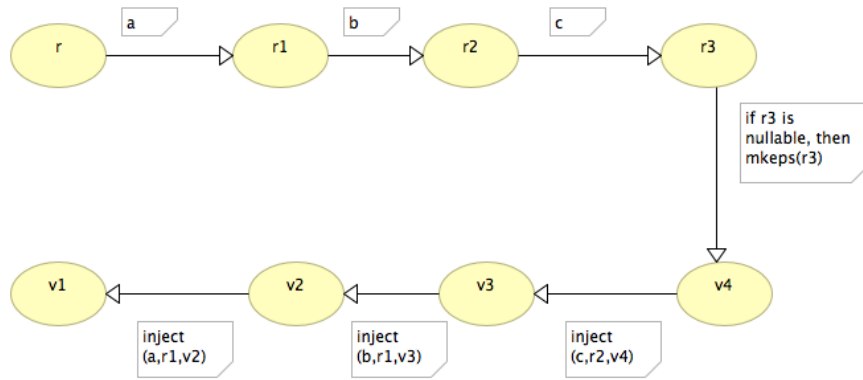 a
b
c
r
r1
r2
r3
if r3 is
nullable, then
mkeps(r3)
v1
v2
v3
v4
inject
(a,r1,v2)
inject
(b,r1,v3)
inject
(c,r2,v4)